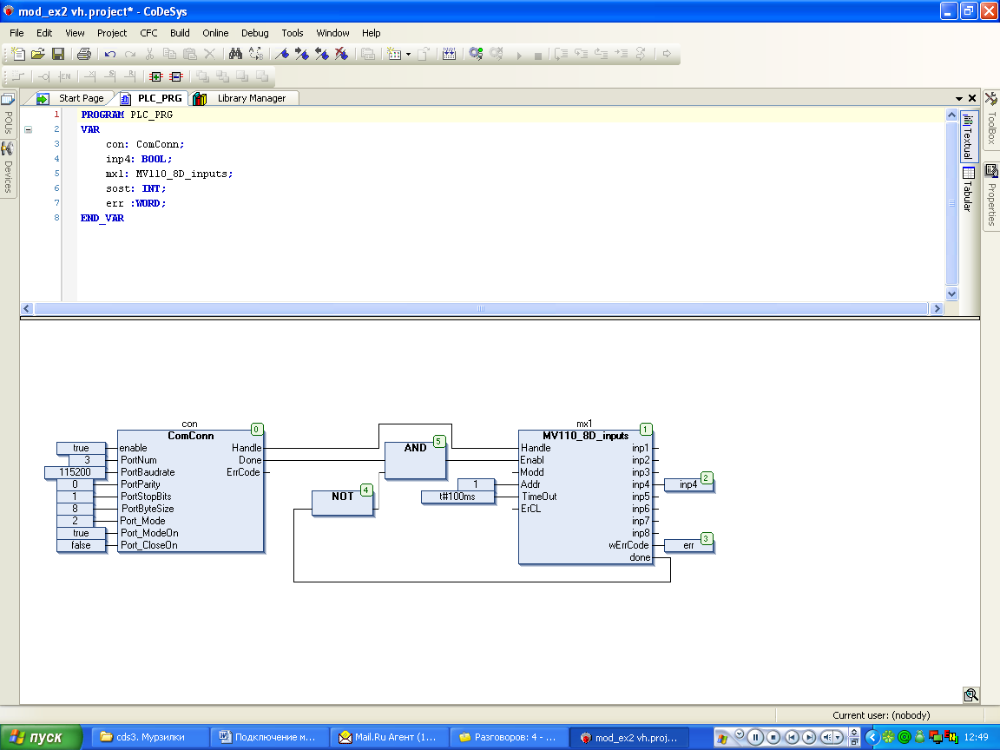 mod_ex2 vh.project* - CoDeSys
File Edit View Project CFC Build Online Debug Tools Window Help
Start Page PLC_PRG Library Manager
POUs
Devices
ToolBox
Properties
Textual
Tabular
1 PROGRAM PLC_PRG
2 VAR
3 con: ComConn;
4 inp4: BOOL;
5 mx1: MV110_8D_inputs;
6 sost: INT;
7 err :WORD;
8 END_VAR
con
ComConn 0
true enable Handle
3 PortNum Done
115200 PortBaudrate ErrCode
0 PortParity
1 PortStopBits
8 PortByteSize
2 Port_Mode
true Port_ModeOn
false Port_CloseOn
AND 5
NOT 4
mx1
MV110_8D_inputs 1
Handle inp1
Enabl inp2
Modd inp3
1 Addr inp4
t#100ms TimeOut inp5
ErCL inp6
inp7
inp8
wErrCode
done
inp4 2
err 3
Current user: (nobody)
пуск
cds3. Мурзилки
Подключение м...
Mail.Ru Агент (1...
Разговоров: 4 - ...
mod_ex2 vh.proj...
12:49